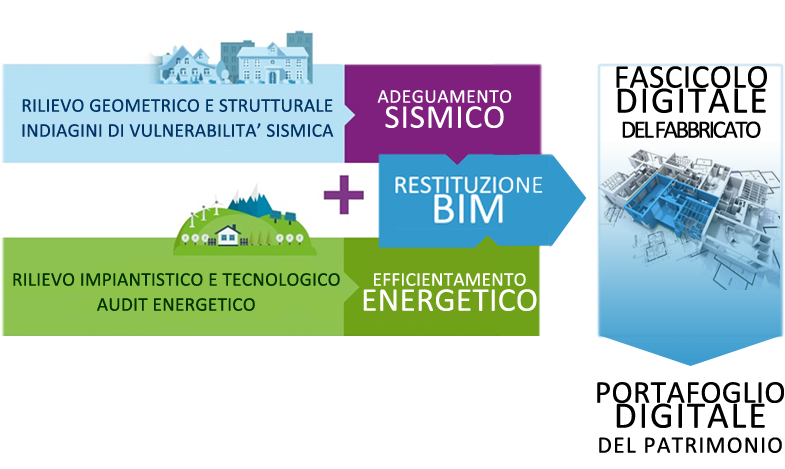 RILIEVO GEOMETRICO E STRUTTURALE
INDIAGINI DI VULNERABILITA’ SISMICA
ADEGUAMENTO
SISMICO
RESTITUZIONE
BIM
RILIEVO IMPIANTISTICO E TECNOLOGICO
AUDIT ENERGETICO
EFFICIENTAMENTO
ENERGETICO
FASCICOLO
DIGITALE
DEL FABBRICATO
PORTAFOGLIO
DIGITALE
DEL PATRIMONIO